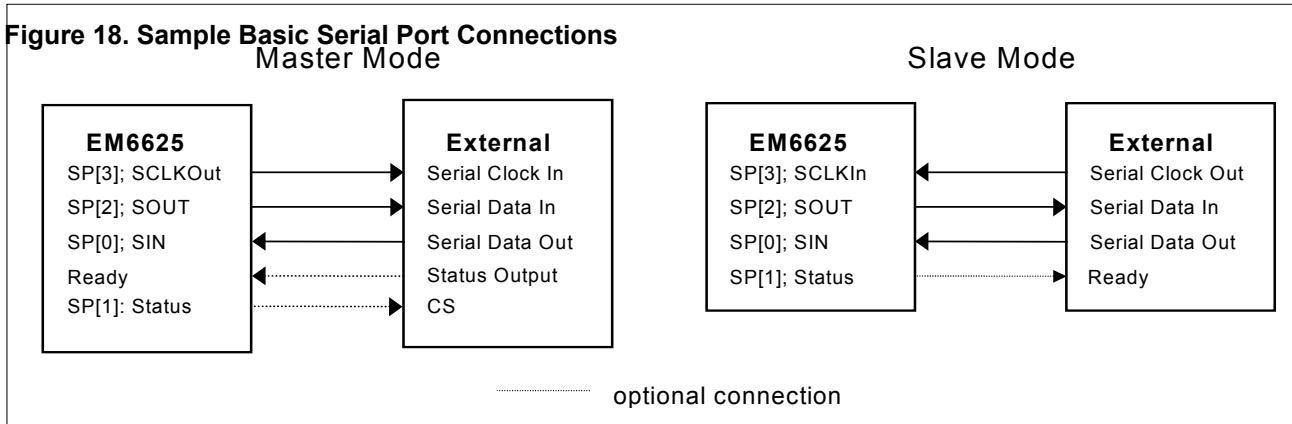 Figure 18. Sample Basic Serial Port Connections
Master Mode
EM6625
SP[3]; SCLKOut
SP[2]; SOUT
SP[0]; SIN
Ready
SP[1]: Status
External
Serial Clock In
Serial Data In
Serial Data Out
Status Output
CS
Slave Mode
EM6625
SP[3]; SCLKIn
SP[2]; SOUT
SP[0]; SIN
SP[1]; Status
External
Serial Clock Out
Serial Data In
Serial Data Out
Ready
optional connection